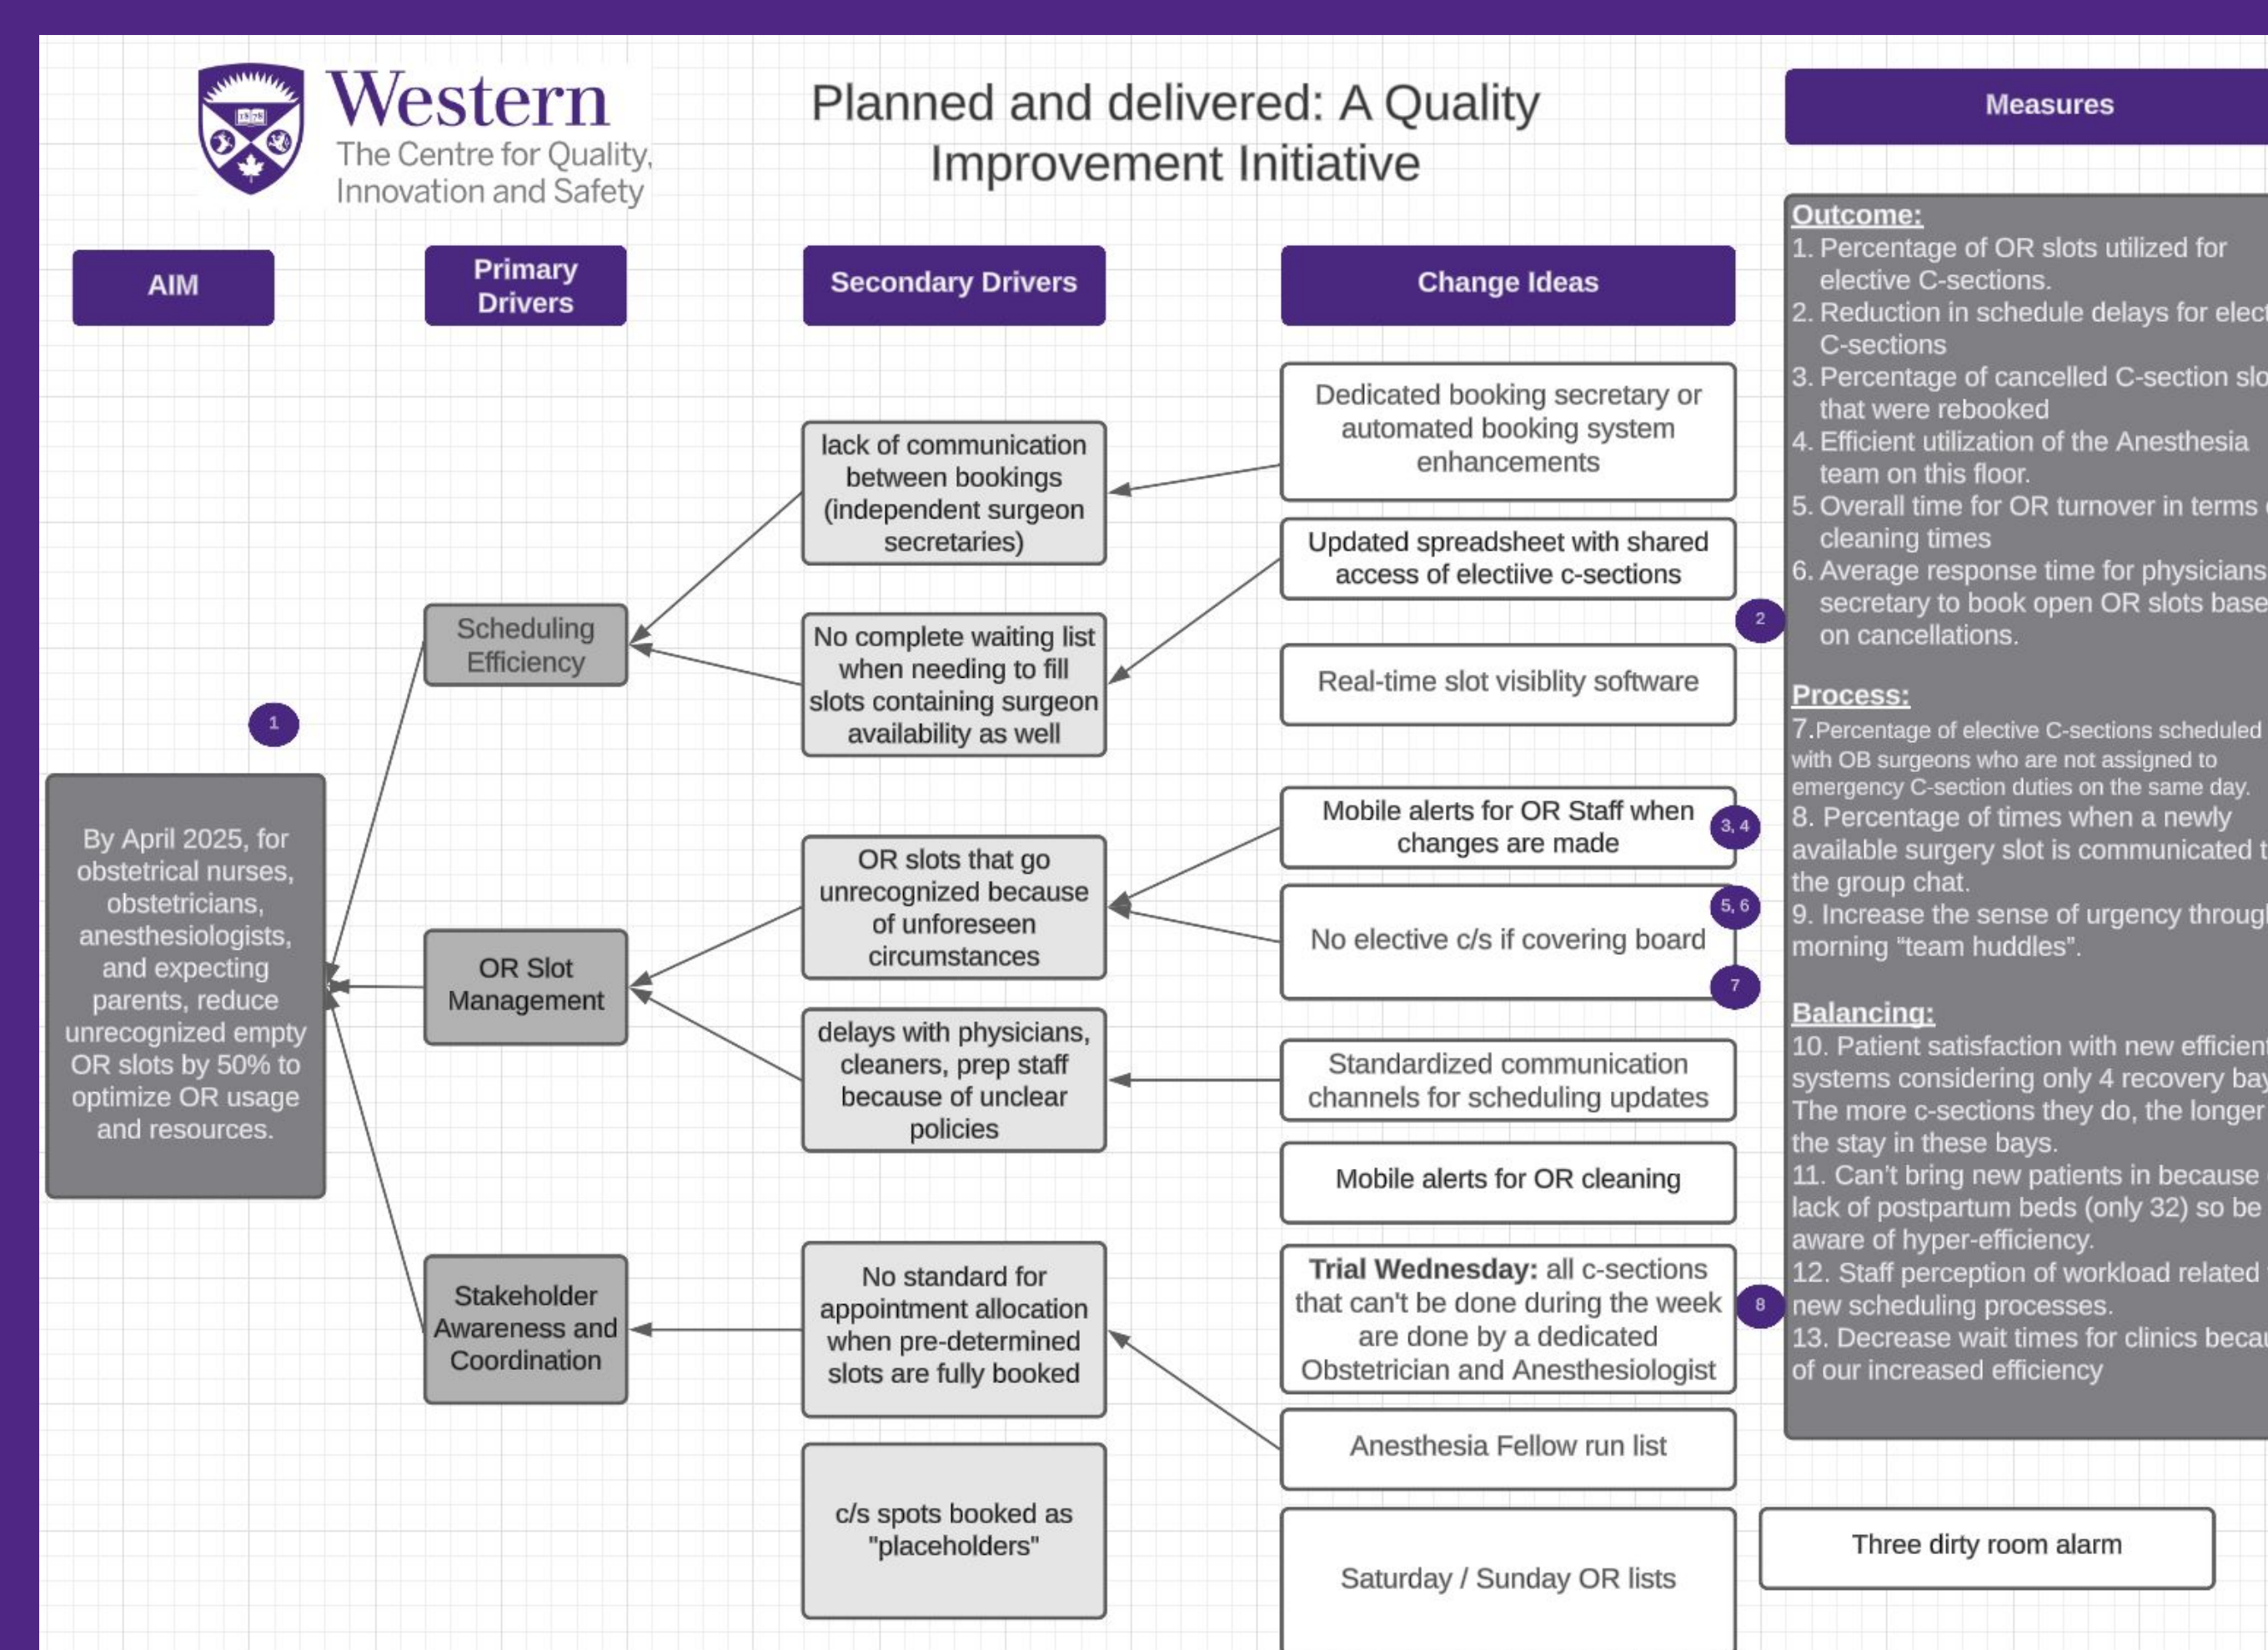 Western
The Centre for Quality,
Innovation and Safety
1878
Planned and delivered: A Quality
Improvement Initiative
AIM
Primary
Drivers
Secondary Drivers
Change Ideas
Measures
1
By April 2025, for
obstetrical nurses,
obstetricians,
anesthesiologists,
and expecting
parents, reduce
unrecognized empty
OR slots by 50% to
optimize OR usage
and resources.
Scheduling
Efficiency
OR Slot
Management
Stakeholder
Awareness and
Coordination
lack of communication
between bookings
(independent surgeon
secretaries)
No complete waiting list
when needing to fill
slots containing surgeon
availability as well
OR slots that go
unrecognized because
of unforeseen
circumstances
delays with physicians,
cleaners, prep staff
because of unclear
policies
No standard for
appointment allocation
when pre-determined
slots are fully booked
c/s spots booked as
"placeholders"
Dedicated booking secretary or
automated booking system
enhancements
Updated spreadsheet with shared
access of electiive c-sections
2
Real-time slot visiblity software
Mobile alerts for OR Staff when
changes are made
3, 4
5, 6
No elective c/s if covering board
7
Standardized communication
channels for scheduling updates
Mobile alerts for OR cleaning
Trial Wednesday: all c-sections
that can't be done during the week
are done by a dedicated
Obstetrician and Anesthesiologist
8
Anesthesia Fellow run list
Saturday / Sunday OR lists
Outcome:
1. Percentage of OR slots utilized for
elective C-sections.
2. Reduction in schedule delays for
C-sections
3. Percentage of cancelled C-section
that were rebooked
4. Efficient utilization of the Anesthesia
team on this floor.
5. Overall time for OR turnover in terms
cleaning times
6. Average response time for physicians
secretary to book open OR slots
on cancellations.
Process:
7.Percentage of elective C-sections scheduled
with OB surgeons who are not assigned to
emergency C-section duties on the same day.
8. Percentage of times when a newly
available surgery slot is communicated
the group chat.
9. Increase the sense of urgency
morning “team huddles”.
Balancing:
10. Patient satisfaction with new
systems considering only 4 recovery
The more c-sections they do, the longer
the stay in these bays.
11. Can’t bring new patients in because
lack of postpartum beds (only 32) so be
aware of hyper-efficiency.
12. Staff perception of workload related
new scheduling processes.
13. Decrease wait times for clinics
of our increased efficiency
Three dirty room alarm